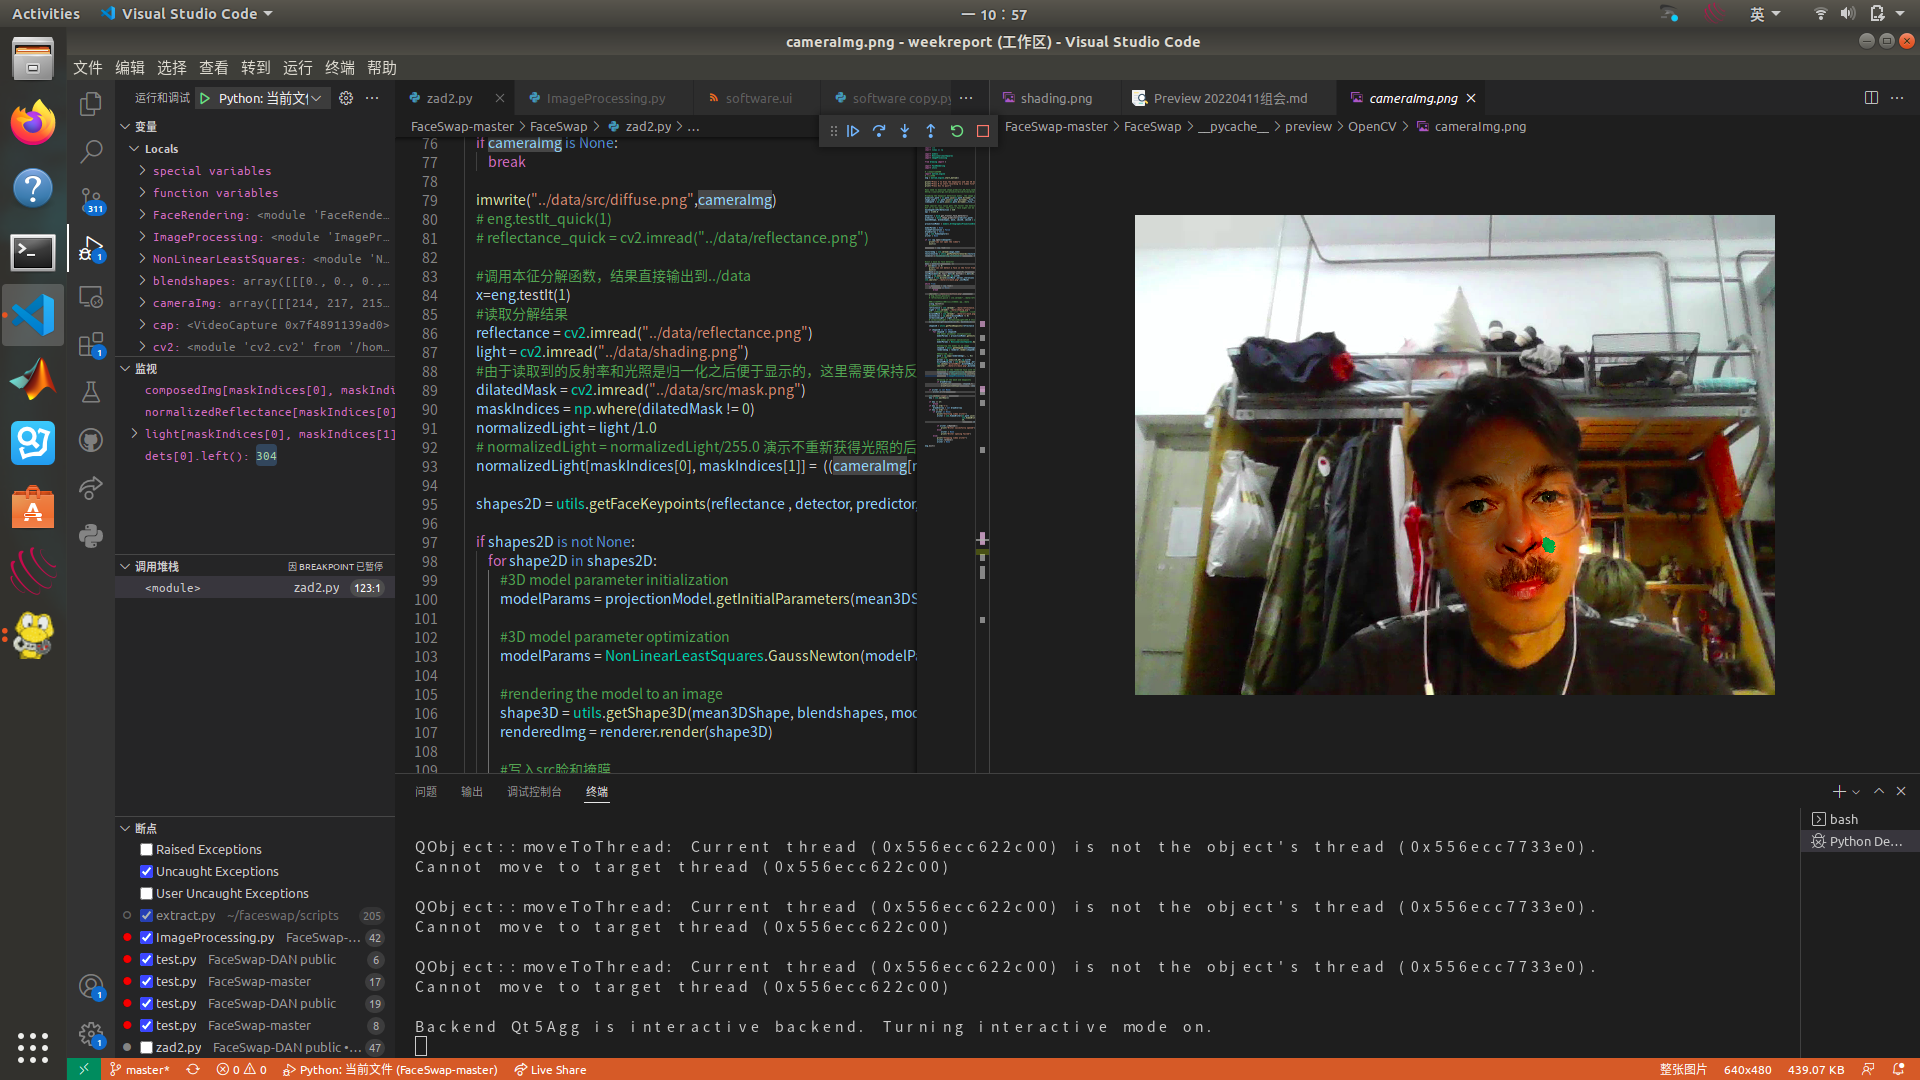 Activities
Visual Studio Code
一 10：57
英
cameraImg.png - weekreport (工作区) - Visual Studio Code
文件 编辑 选择 查看 转到 运行 终端 帮助
运行和调试
Python: 当前文件
变量
Locals
special variables
function variables
FaceRendering: <module 'FaceRende…
ImageProcessing: <module 'ImagePr…
NonLinearLeastSquares: <module 'N…
blendshapes: array([[[0., 0., 0.,…
cameraImg: array([[[214, 217, 215…
cap: <VideoCapture 0x7f4891139ad0>
cv2: <module 'cv2.cv2' from '/hom…
监视
composedImg[maskIndices[0], maskIndi
normalizedReflectance[maskIndices[0]
light[maskIndices[0], maskIndices[1]
dets[0].left(): 304
调用堆栈
因 BREAKPOINT 已暂停
<module>
zad2.py
123:1
断点
Raised Exceptions
Uncaught Exceptions
User Uncaught Exceptions
extract.py ~/faceswap/scripts 205
ImageProcessing.py FaceSwap-… 42
test.py FaceSwap-DAN public 6
test.py FaceSwap-master 17
test.py FaceSwap-DAN public 19
test.py FaceSwap-master 8
zad2.py FaceSwap-DAN public •… 47
311
1
1
1
1
zad2.py
ImageProcessing.py
software.ui
software copy.py
FaceSwap-master > FaceSwap > zad2.py > …
76 if cameraImg is None:
77 break
78
79 imwrite("../data/src/diffuse.png",cameraImg)
80 # eng.testIt_quick(1)
81 # reflectance_quick = cv2.imread("../data/reflectance.png")
82
83 #调用本征分解函数，结果直接输出到../data
84 x=eng.testIt(1)
85 #读取分解结果
86 reflectance = cv2.imread("../data/reflectance.png")
87 light = cv2.imread("../data/shading.png")
88 #由于读取到的反射率和光照是归一化之后便于显示的，这里需要保持反
89 dilatedMask = cv2.imread("../data/src/mask.png")
90 maskIndices = np.where(dilatedMask != 0)
91 normalizedLight = light /1.0
92 # normalizedLight = normalizedLight/255.0 演示不重新获得光照的后
93 normalizedLight[maskIndices[0], maskIndices[1]] = ((cameraImg[
94
95 shapes2D = utils.getFaceKeypoints(reflectance , detector, predictor,
96
97 if shapes2D is not None:
98 for shape2D in shapes2D:
99 #3D model parameter initialization
100 modelParams = projectionModel.getInitialParameters(mean3DS
101
102 #3D model parameter optimization
103 modelParams = NonLinearLeastSquares.GaussNewton(modelPa
104
105 #rendering the model to an image
106 shape3D = utils.getShape3D(mean3DShape, blendshapes, mod
107 renderedImg = renderer.render(shape3D)
108
109 #写入src脸和掩膜
shading.png
Preview 20220411组会.md
cameraImg.png
FaceSwap-master > FaceSwap > __pycache__ > preview > OpenCV > cameraImg.png
问题 输出 调试控制台 终端
QObject::moveToThread: Current thread (0x556ecc622c00) is not the object's thread (0x556ecc7733e0).
Cannot move to target thread (0x556ecc622c00)
QObject::moveToThread: Current thread (0x556ecc622c00) is not the object's thread (0x556ecc7733e0).
Cannot move to target thread (0x556ecc622c00)
QObject::moveToThread: Current thread (0x556ecc622c00) is not the object's thread (0x556ecc7733e0).
Cannot move to target thread (0x556ecc622c00)
Backend Qt5Agg is interactive backend. Turning interactive mode on.
bash
Python De…
master*
0 0
Python: 当前文件 (FaceSwap-master)
Live Share
整张图片
640x480
439.07 KB